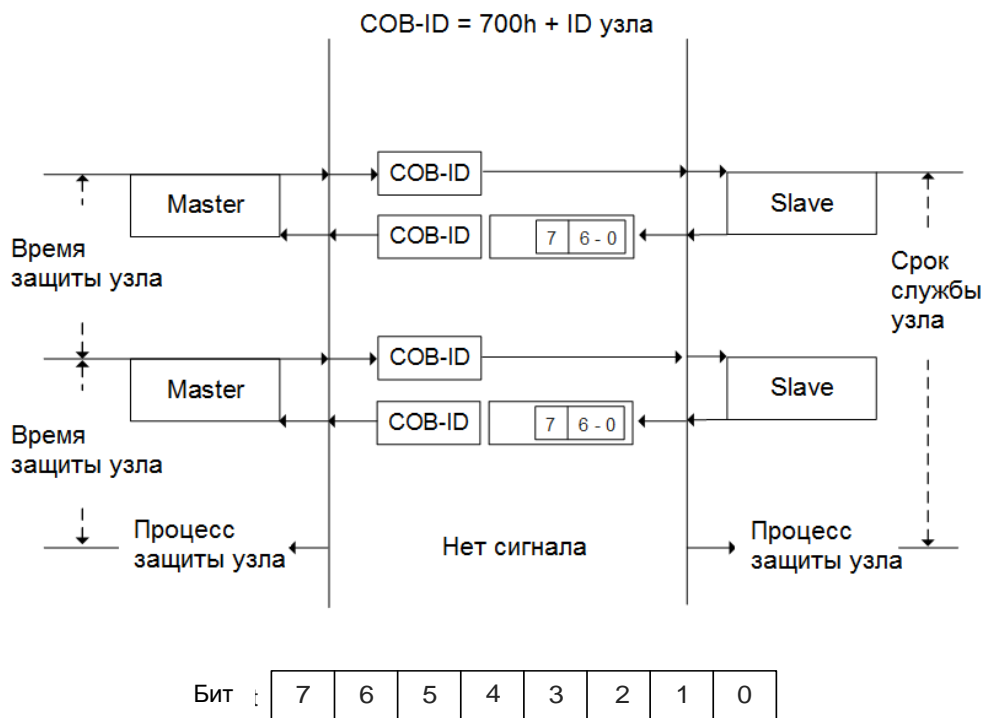 COB-ID = 700h + ID узла
COB-ID
Master
Slave
COB-ID
7
6 - 0
Время
защиты узла
Срок
службы
узла
COB-ID
Master
Slave
COB-ID
7
6 - 0
Время
защиты узла
Процесс
защиты узла
Нет сигнала
Процесс
защиты узла
Бит 7 6 5 4 3 2 1 0